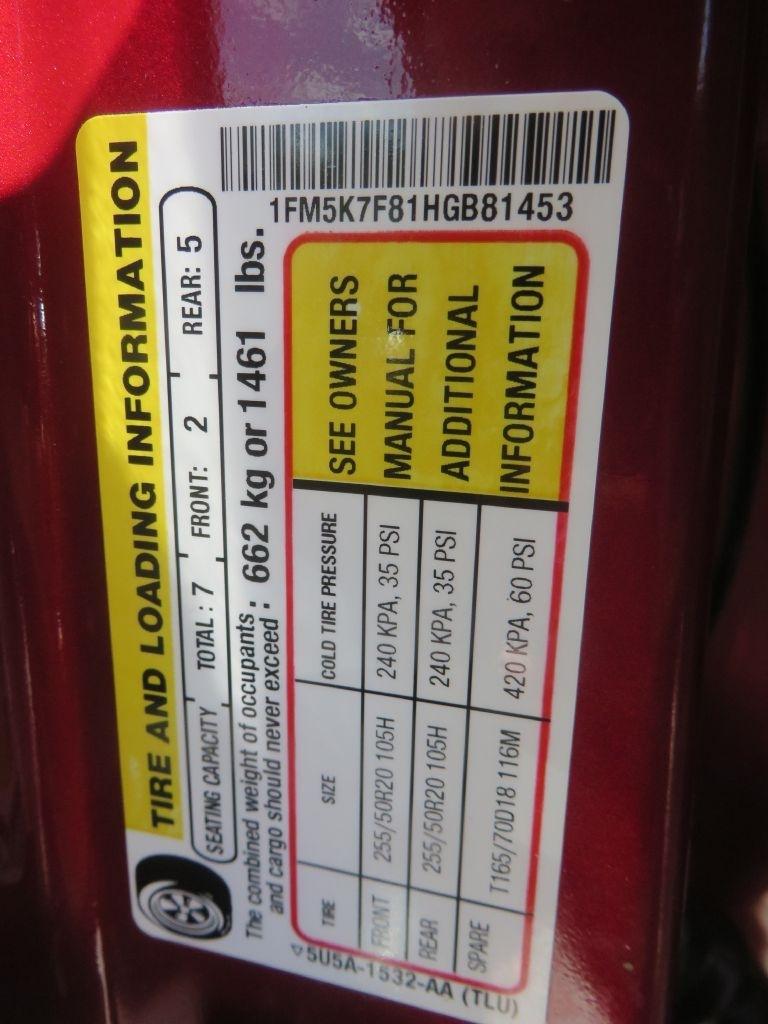 TIRE AND LOADING INFORMATION
SEATING CAPACITY TOTAL : 7 FRONT: 2 REAR: 5
The combined weight of occupants
and cargo should never exceed : 662 kg or 1461 lbs.
TIRE SIZE COLD TIRE PRESSURE
FRONT 255/50R20 105H 240 KPA, 35 PSI
REAR 255/50R20 105H 240 KPA, 35 PSI
SPARE T165/70D18 116M 420 KPA, 60 PSI
SEE OWNERS
MANUAL FOR
ADDITIONAL
INFORMATION
1FM5K7F81HGB81453
5U5A-1532-AA (TLU)